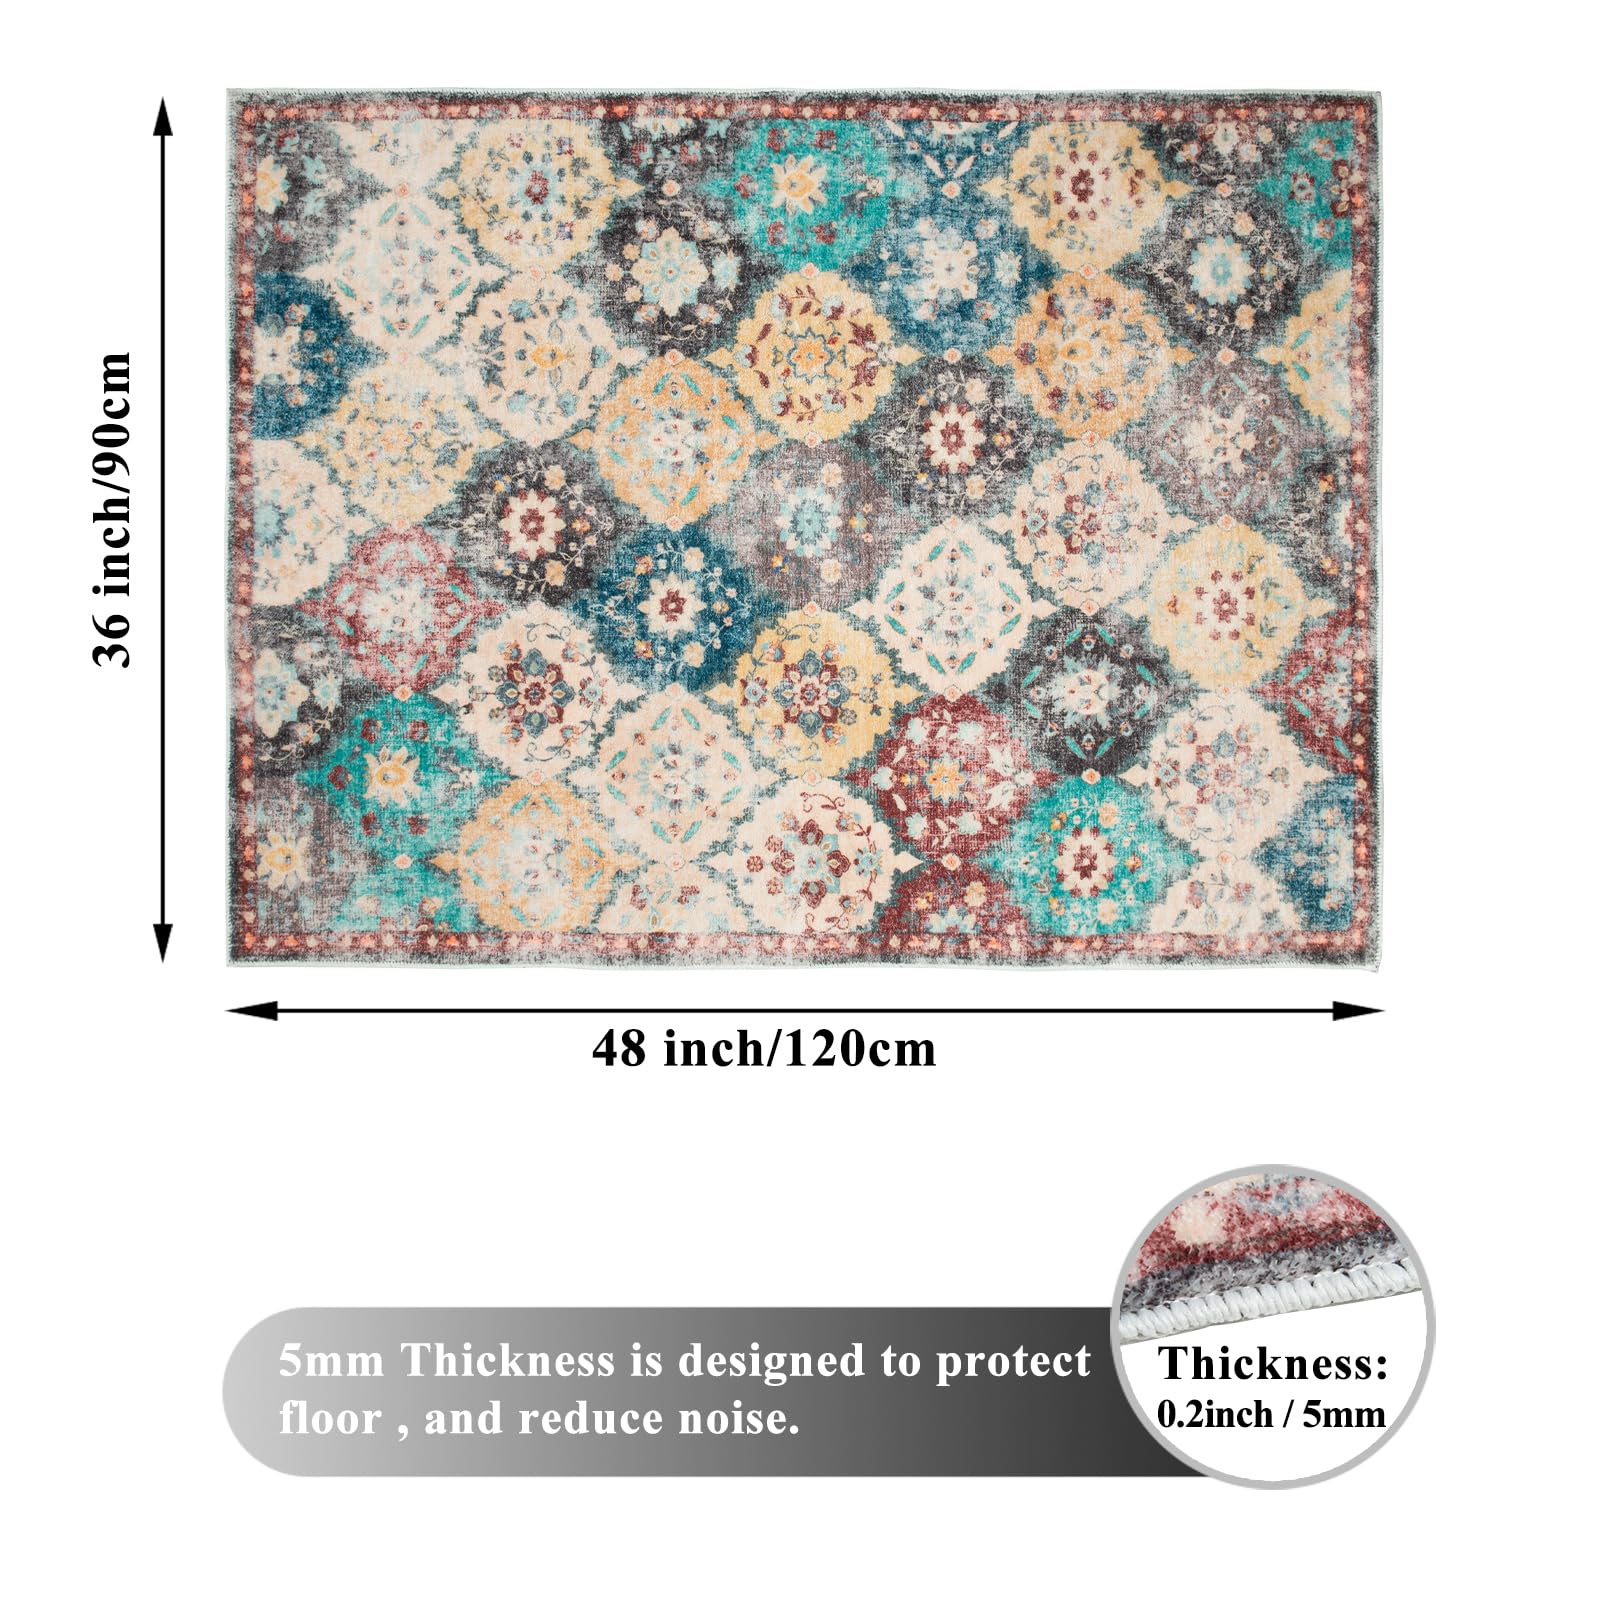 36 inch/90cm
48 inch/120cm
5mm Thickness is designed to protect
floor , and reduce noise.
Thickness:
0.2inch / 5mm